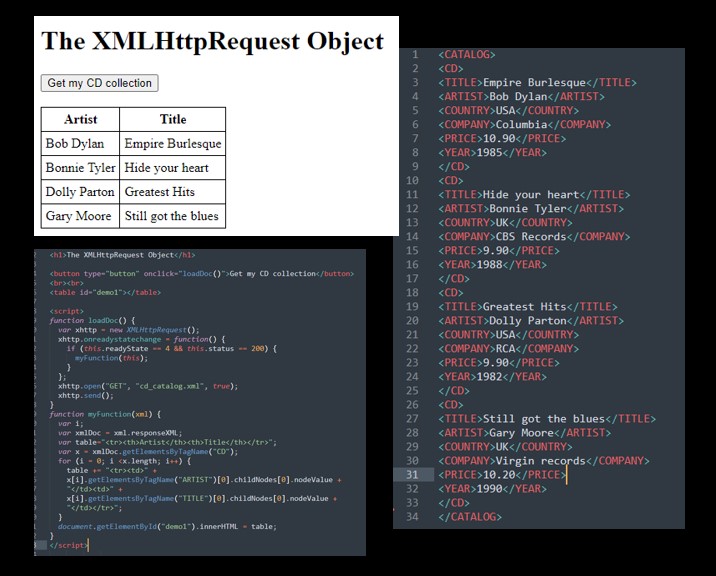 The XMLHttpRequest Object
Get my CD collection
Artist Title
Bob Dylan Empire Burlesque
Bonnie Tyler Hide your heart
Dolly Parton Greatest Hits
Gary Moore Still got the blues
<h1>The XMLHttpRequest Object</h1>
<button type="button" onclick="loadDoc()">Get my CD collection</button>
<br><br>
<table id="demo1"></table>
<script>
function loadDoc() {
var xhttp = new XMLHttpRequest();
xhttp.onreadystatechange = function() {
if (this.readyState == 4 && this.status == 200) {
myFunction(this);
}
};
xhttp.open("GET", "cd_catalog.xml", true);
xhttp.send();
}
function myFunction(xml) {
var i;
var xmlDoc = xml.responseXML;
var table="<tr><th>Artist</th><th>Title</th></tr>";
var x = xmlDoc.getElementsByTagName("CD");
for (i = 0; i <x.length; i++) {
table += "<tr><td>" +
x[i].getElementsByTagName("ARTIST")[0].childNodes[0].nodeValue +
"</td><td>" +
x[i].getElementsByTagName("TITLE")[0].childNodes[0].nodeValue +
"</td></tr>";
}
document.getElementById("demo1").innerHTML = table;
}
</script>
1 <CATALOG>
2 <CD>
3 <TITLE>Empire Burlesque</TITLE>
4 <ARTIST>Bob Dylan</ARTIST>
5 <COUNTRY>USA</COUNTRY>
6 <COMPANY>Columbia</COMPANY>
7 <PRICE>10.90</PRICE>
8 <YEAR>1985</YEAR>
9 </CD>
10 <CD>
11 <TITLE>Hide your heart</TITLE>
12 <ARTIST>Bonnie Tyler</ARTIST>
13 <COUNTRY>UK</COUNTRY>
14 <COMPANY>CBS Records</COMPANY>
15 <PRICE>9.90</PRICE>
16 <YEAR>1988</YEAR>
17 </CD>
18 <CD>
19 <TITLE>Greatest Hits</TITLE>
20 <ARTIST>Dolly Parton</ARTIST>
21 <COUNTRY>USA</COUNTRY>
22 <COMPANY>RCA</COMPANY>
23 <PRICE>9.90</PRICE>
24 <YEAR>1982</YEAR>
25 </CD>
26 <CD>
27 <TITLE>Still got the blues</TITLE>
28 <ARTIST>Gary Moore</ARTIST>
29 <COUNTRY>UK</COUNTRY>
30 <COMPANY>Virgin records</COMPANY>
31 <PRICE>10.20</PRICE>
32 <YEAR>1990</YEAR>
33 </CD>
34 </CATALOG>